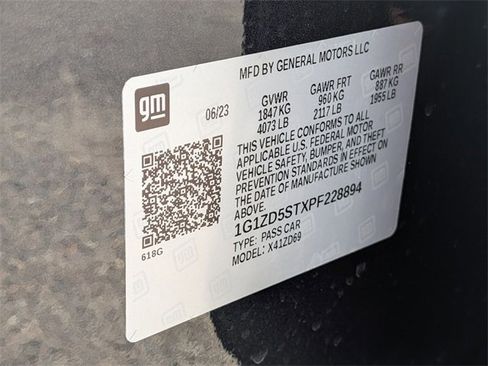 gm
MFD BY GENERAL MOTORS LLC
06/23
GVWR GAWR FRT GAWR RR
1847 KG 960 KG 887 KG
4073 LB 2117 LB 1955 LB
THIS VEHICLE CONFORMS TO ALL
APPLICABLE U.S. FEDERAL MOTOR
VEHICLE SAFETY, BUMPER, AND THEFT
PREVENTION STANDARDS IN EFFECT ON
THE DATE OF MANUFACTURE SHOWN
ABOVE.
1G1ZD5STXPF228894
TYPE: PASS CAR
MODEL: X41ZD69
618G